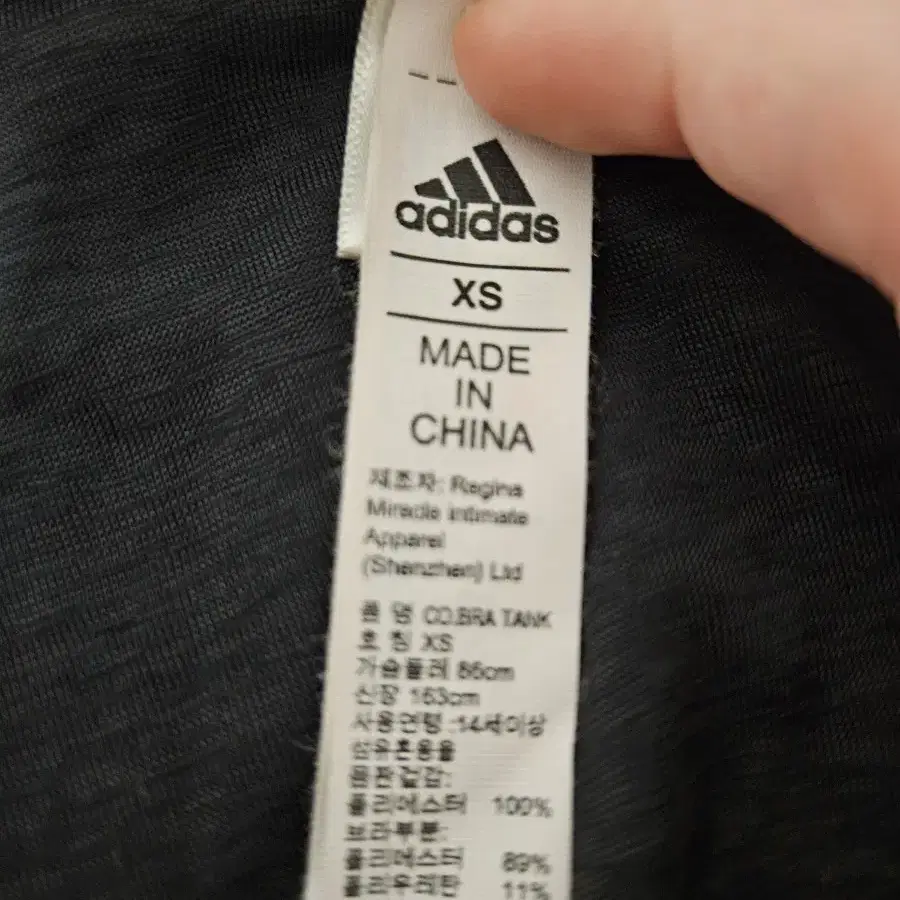 adidas
XS
MADE
IN
CHINA
제조자: Regina
Miracle Intimate
Apparel
(Shenzhen) Ltd
품 명 CO.BRA TANK
호 칭 XS
가슴둘레 86cm
신장 163cm
사용연령 :14세이상
섬유혼용율
원전겉감:
폴리에스터 100%
브라부분:
폴리에스터 89%
폴리우레탄 11%